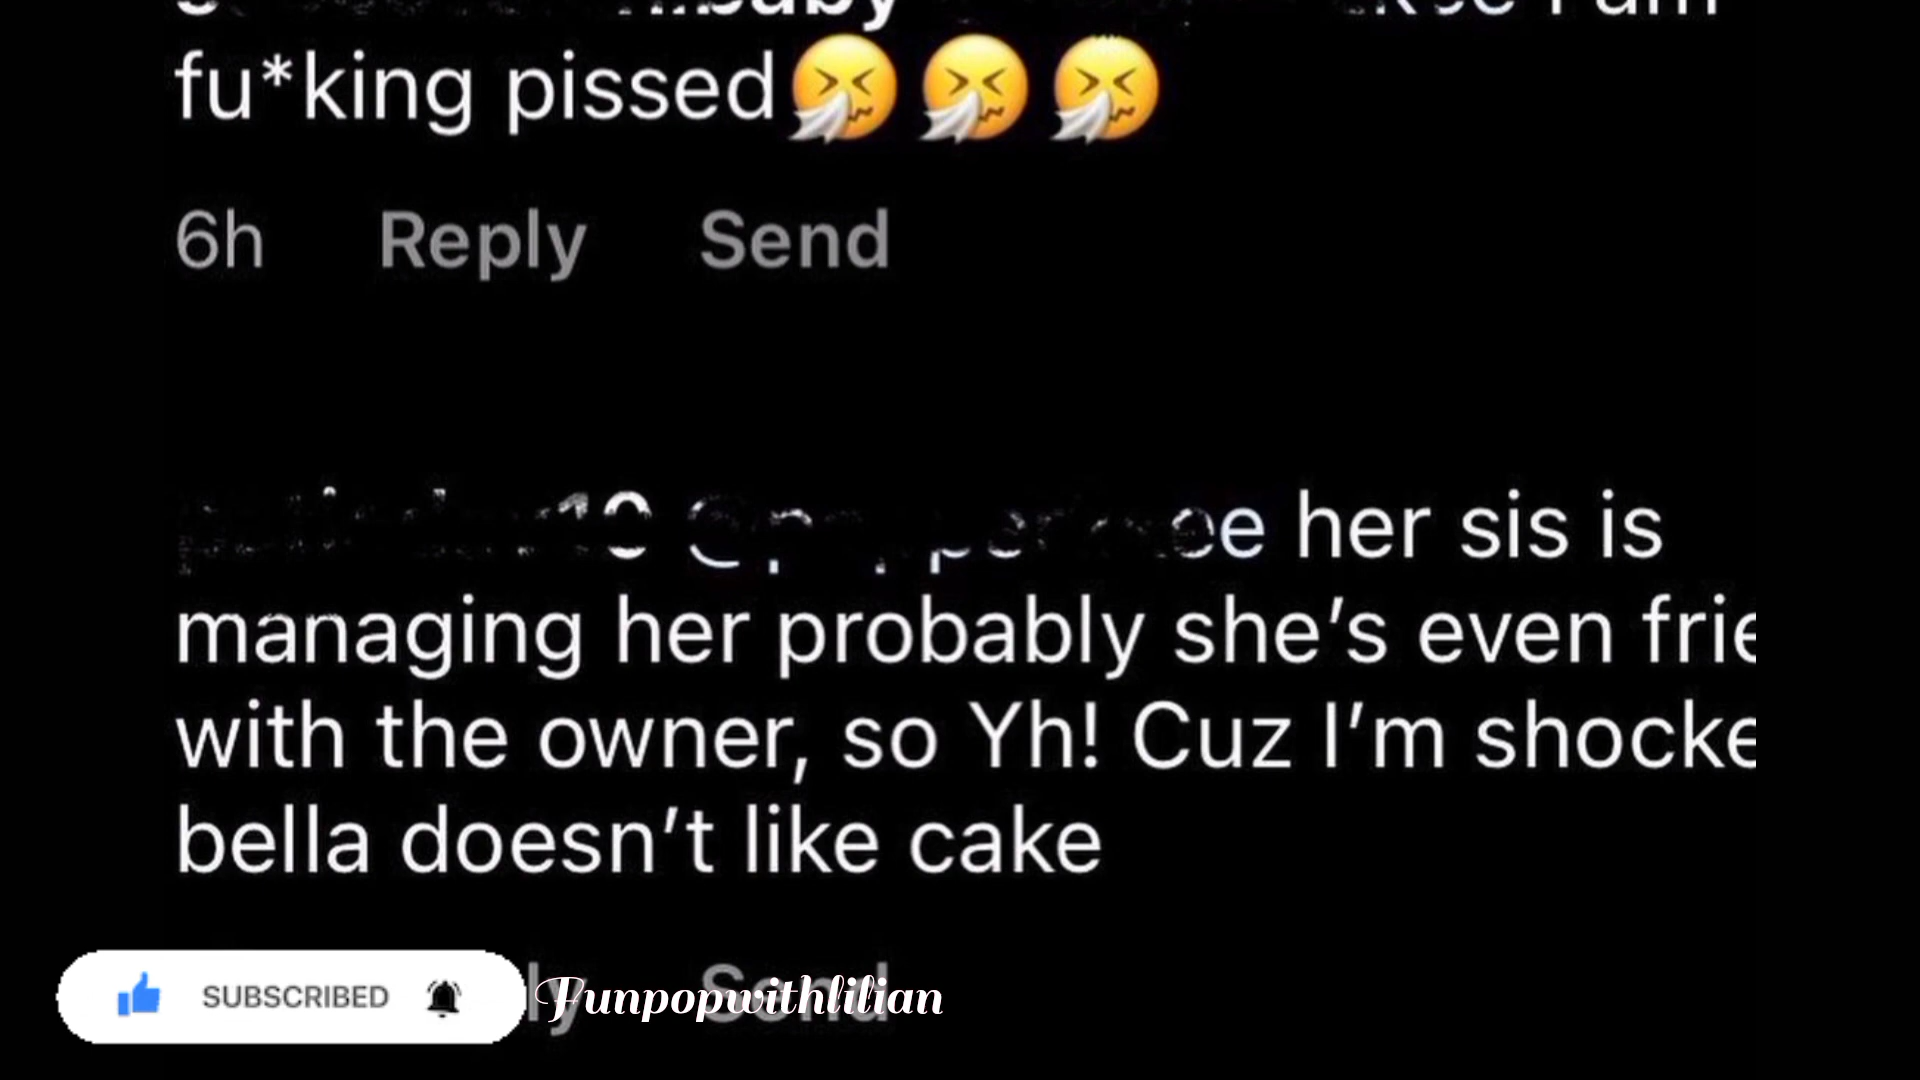 fu*king pissed🤧🤧🤧
6h Reply Send
her sis is
managing her probably she’s even frie
with the owner, so Yh! Cuz I’m shocke
bella doesn’t like cake
Send
SUBSCRIBED
Funpopwithlilian